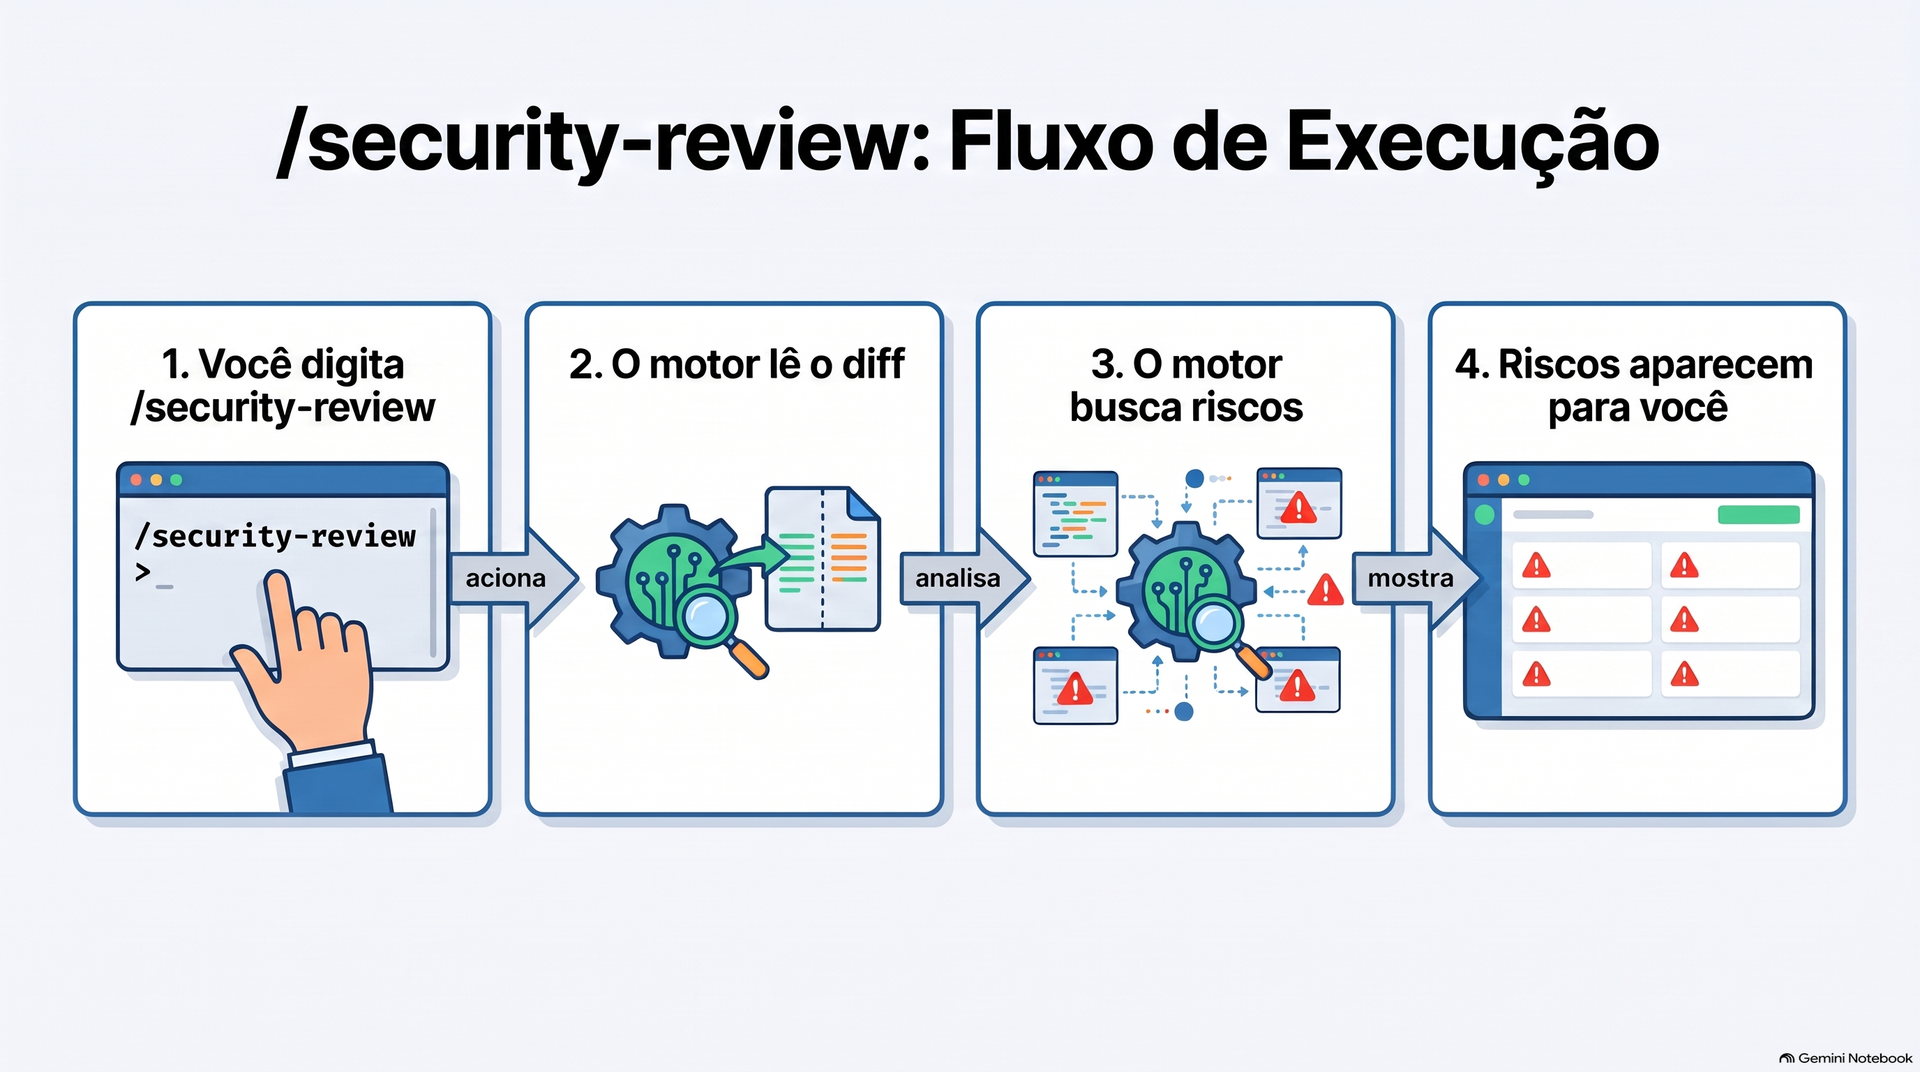 /security-review: Fluxo de Execução
1. Você digita
/security-review
/security-review
>_
aciona
2. O motor lê o diff
analisa
3. O motor
busca riscos
mostra
4. Riscos aparecem
para você
Gemini Notebook